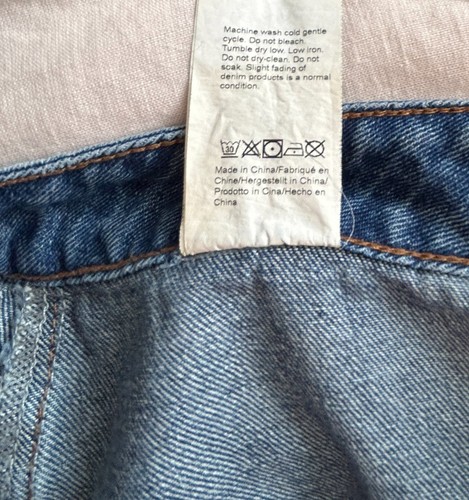 Machine wash cold gentle
cycle. Do not bleach.
Tumble dry low. Low iron.
Do not dry-clean. Do not
soak. Slight fading of
denim products is a normal
condition.
30
Made in China/Fabriqué en
Chine/Hergestellt in China/
Prodotto in Cina/Hecho en
China